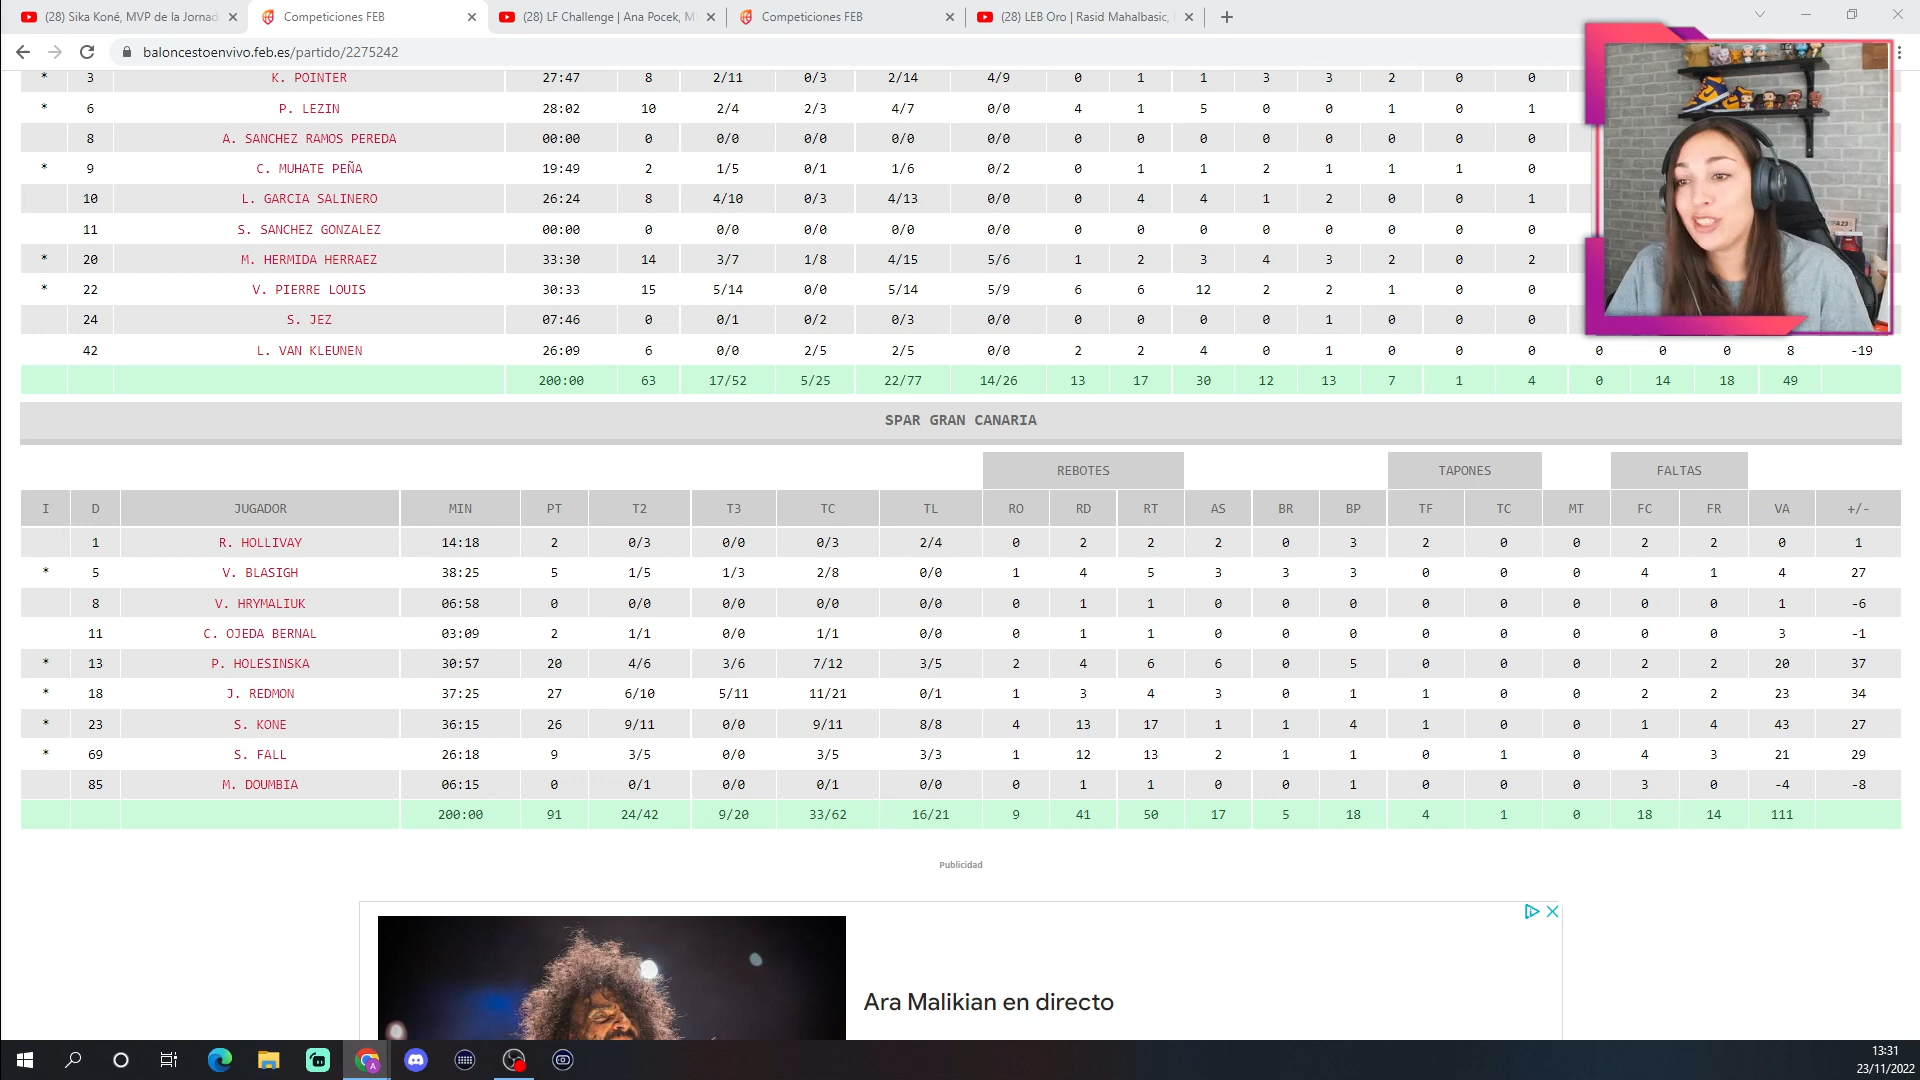 (28) Sika Koné, MVP de la Jornad
Competiciones FEB
(28) LF Challenge | Ana Pocek, M
Competiciones FEB
(28) LEB Oro | Rasid Mahalbasic,
baloncestoenvivo.feb.es/partido/2275242
* 3 K. POINTER 27:47 8 2/11 0/3 2/14 4/9 0 1 1 3 3 2 0 0
* 6 P. LEZIN 28:02 10 2/4 2/3 4/7 0/0 4 1 5 0 0 1 0 1
8 A. SANCHEZ RAMOS PEREDA 00:00 0 0/0 0/0 0/0 0/0 0 0 0 0 0 0 0 0
* 9 C. MUHATE PEÑA 19:49 2 1/5 0/1 1/6 0/2 0 1 1 2 1 1 1 0
10 L. GARCIA SALINERO 26:24 8 4/10 0/3 4/13 0/0 0 4 4 1 2 0 0 1
11 S. SANCHEZ GONZALEZ 00:00 0 0/0 0/0 0/0 0/0 0 0 0 0 0 0 0 0
* 20 M. HERMIDA HERRAEZ 33:30 14 3/7 1/8 4/15 5/6 1 2 3 4 3 2 0 2
* 22 V. PIERRE LOUIS 30:33 15 5/14 0/0 5/14 5/9 6 6 12 2 2 1 0 0
24 S. JEZ 07:46 0 0/1 0/2 0/3 0/0 0 0 0 0 1 0 0 0
42 L. VAN KLEUNEN 26:09 6 0/0 2/5 2/5 0/0 2 2 4 0 1 0 0 0 0 0 0 8 -19
200:00 63 17/52 5/25 22/77 14/26 13 17 30 12 13 7 1 4 0 14 18 49
SPAR GRAN CANARIA
REBOTES TAPONES FALTAS
I D JUGADOR MIN PT T2 T3 TC TL RO RD RT AS BR BP TF TC MT FC FR VA +/-
1 R. HOLLIVAY 14:18 2 0/3 0/0 0/3 2/4 0 2 2 2 0 3 2 0 0 2 2 0 1
* 5 V. BLASIGH 38:25 5 1/5 1/3 2/8 0/0 1 4 5 3 3 3 0 0 0 4 1 4 27
8 V. HRYMALIUK 06:58 0 0/0 0/0 0/0 0/0 0 1 1 0 0 0 0 0 0 0 0 1 -6
11 C. OJEDA BERNAL 03:09 2 1/1 0/0 1/1 0/0 0 1 1 0 0 0 0 0 0 0 0 3 -1
* 13 P. HOLESINSKA 30:57 20 4/6 3/6 7/12 3/5 2 4 6 6 0 5 0 0 0 2 2 20 37
* 18 J. REDMON 37:25 27 6/10 5/11 11/21 0/1 1 3 4 3 0 1 1 0 0 2 2 23 34
* 23 S. KONE 36:15 26 9/11 0/0 9/11 8/8 4 13 17 1 1 4 1 0 0 1 4 43 27
* 69 S. FALL 26:18 9 3/5 0/0 3/5 3/3 1 12 13 2 1 1 0 1 0 4 3 21 29
85 M. DOUMBIA 06:15 0 0/1 0/0 0/1 0/0 0 1 1 0 0 1 0 0 0 3 0 -4 -8
200:00 91 24/42 9/20 33/62 16/21 9 41 50 17 5 18 4 1 0 18 14 111
Publicidad
Ara Malikian en directo
13:31
23/11/2022